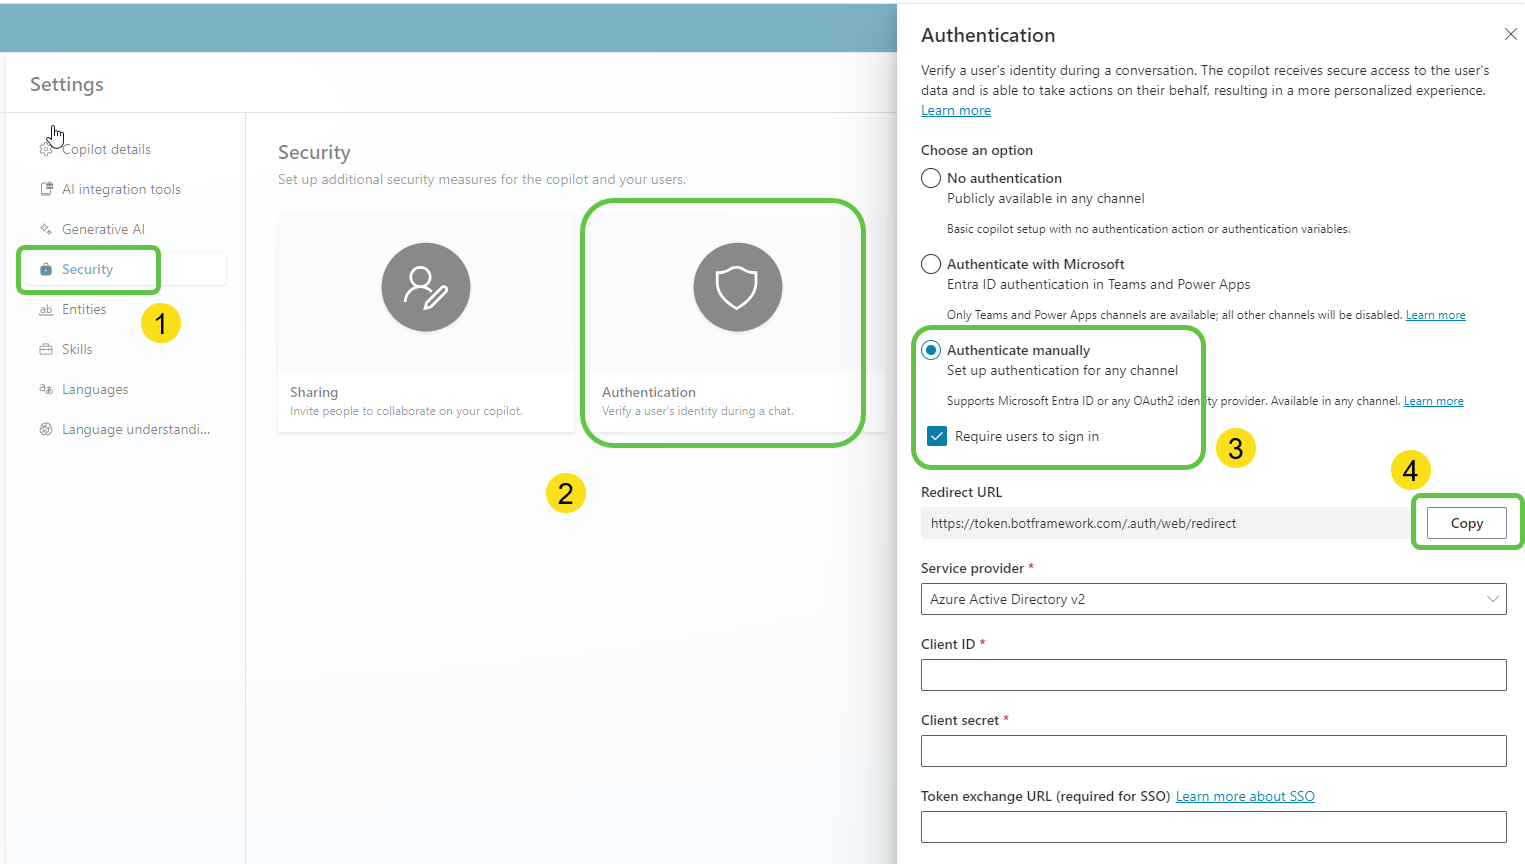 Settings
Copilot details
AI integration tools
Generative AI
Security
1
Entities
Skills
Languages
Language understandi...
Security
Set up additional security measures for the copilot and your users.
Sharing
Invite people to collaborate on your copilot.
Authentication
Verify a user's identity during a chat.
2
Authentication
Verify a user's identity during a conversation. The copilot receives secure access to the user's
data and is able to take actions on their behalf, resulting in a more personalized experience.
Learn more
Choose an option
No authentication
Publicly available in any channel
Basic copilot setup with no authentication action or authentication variables.
Authenticate with Microsoft
Entra ID authentication in Teams and Power Apps
Only Teams and Power Apps channels are available; all other channels will be disabled. Learn more
Authenticate manually
Set up authentication for any channel
Supports Microsoft Entra ID or any OAuth2 identity provider. Available in any channel. Learn more
Require users to sign in
3
4
Redirect URL
https://token.botframework.com/.auth/web/redirect
Copy
Service provider *
Azure Active Directory v2
Client ID *
Client secret *
Token exchange URL (required for SSO) Learn more about SSO